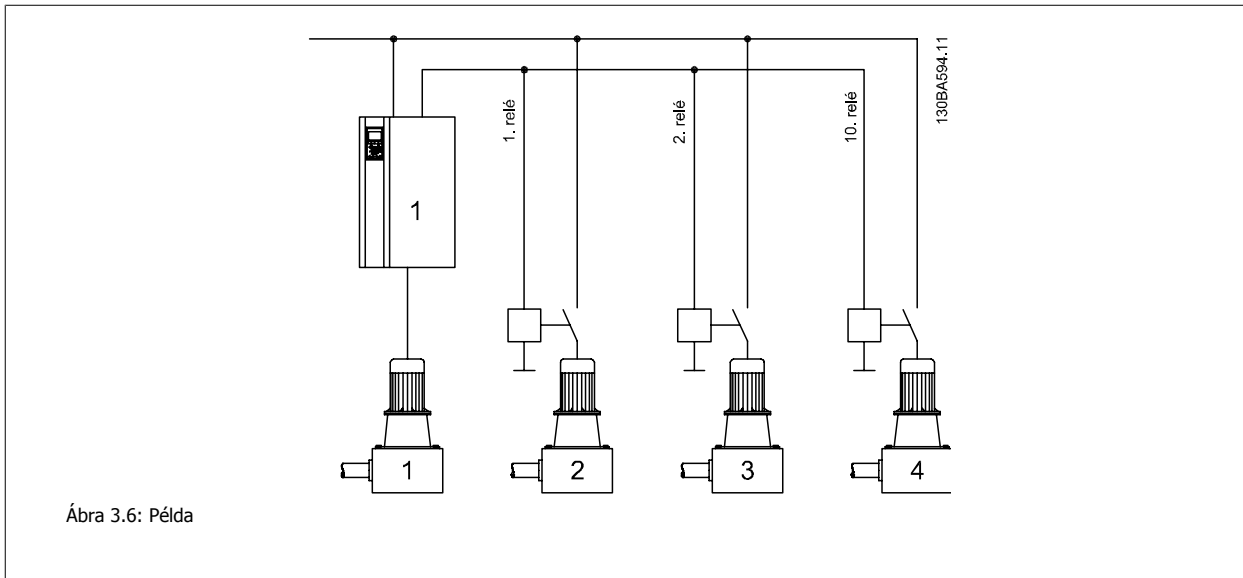 130BA594.11
1. relé
2. relé
10. relé
1
1
2
3
4
Ábra 3.6: Példa